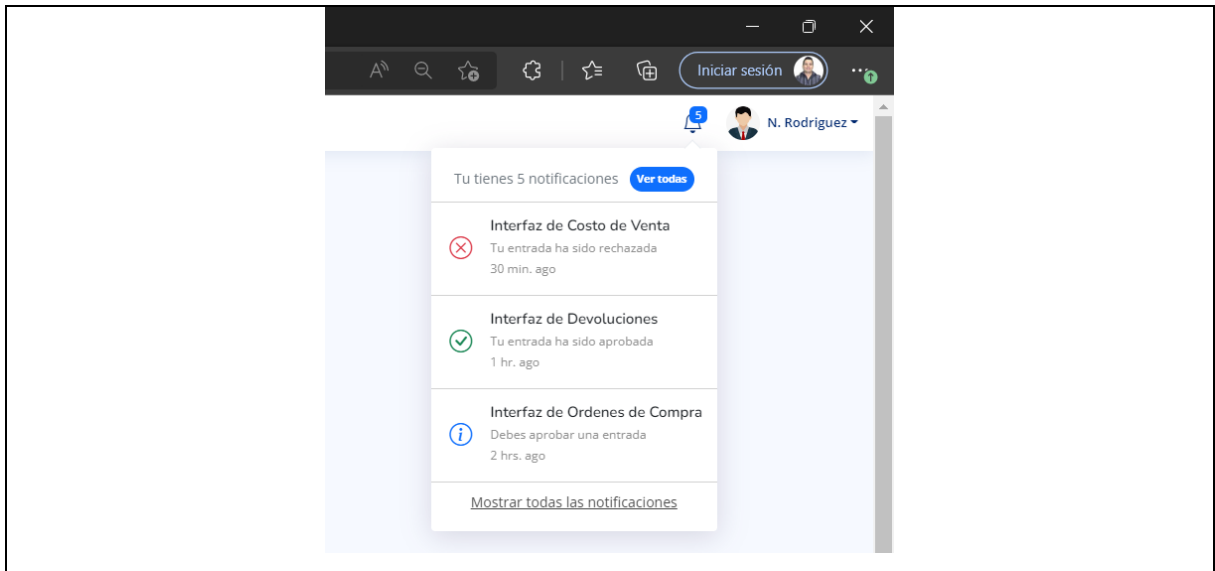 Iniciar sesión
5
N. Rodriguez
Tu tienes 5 notificaciones Ver todas
Interfaz de Costo de Venta
Tu entrada ha sido rechazada
30 min. ago
Interfaz de Devoluciones
Tu entrada ha sido aprobada
1 hr. ago
Interfaz de Ordenes de Compra
Debes aprobar una entrada
2 hrs. ago
Mostrar todas las notificaciones